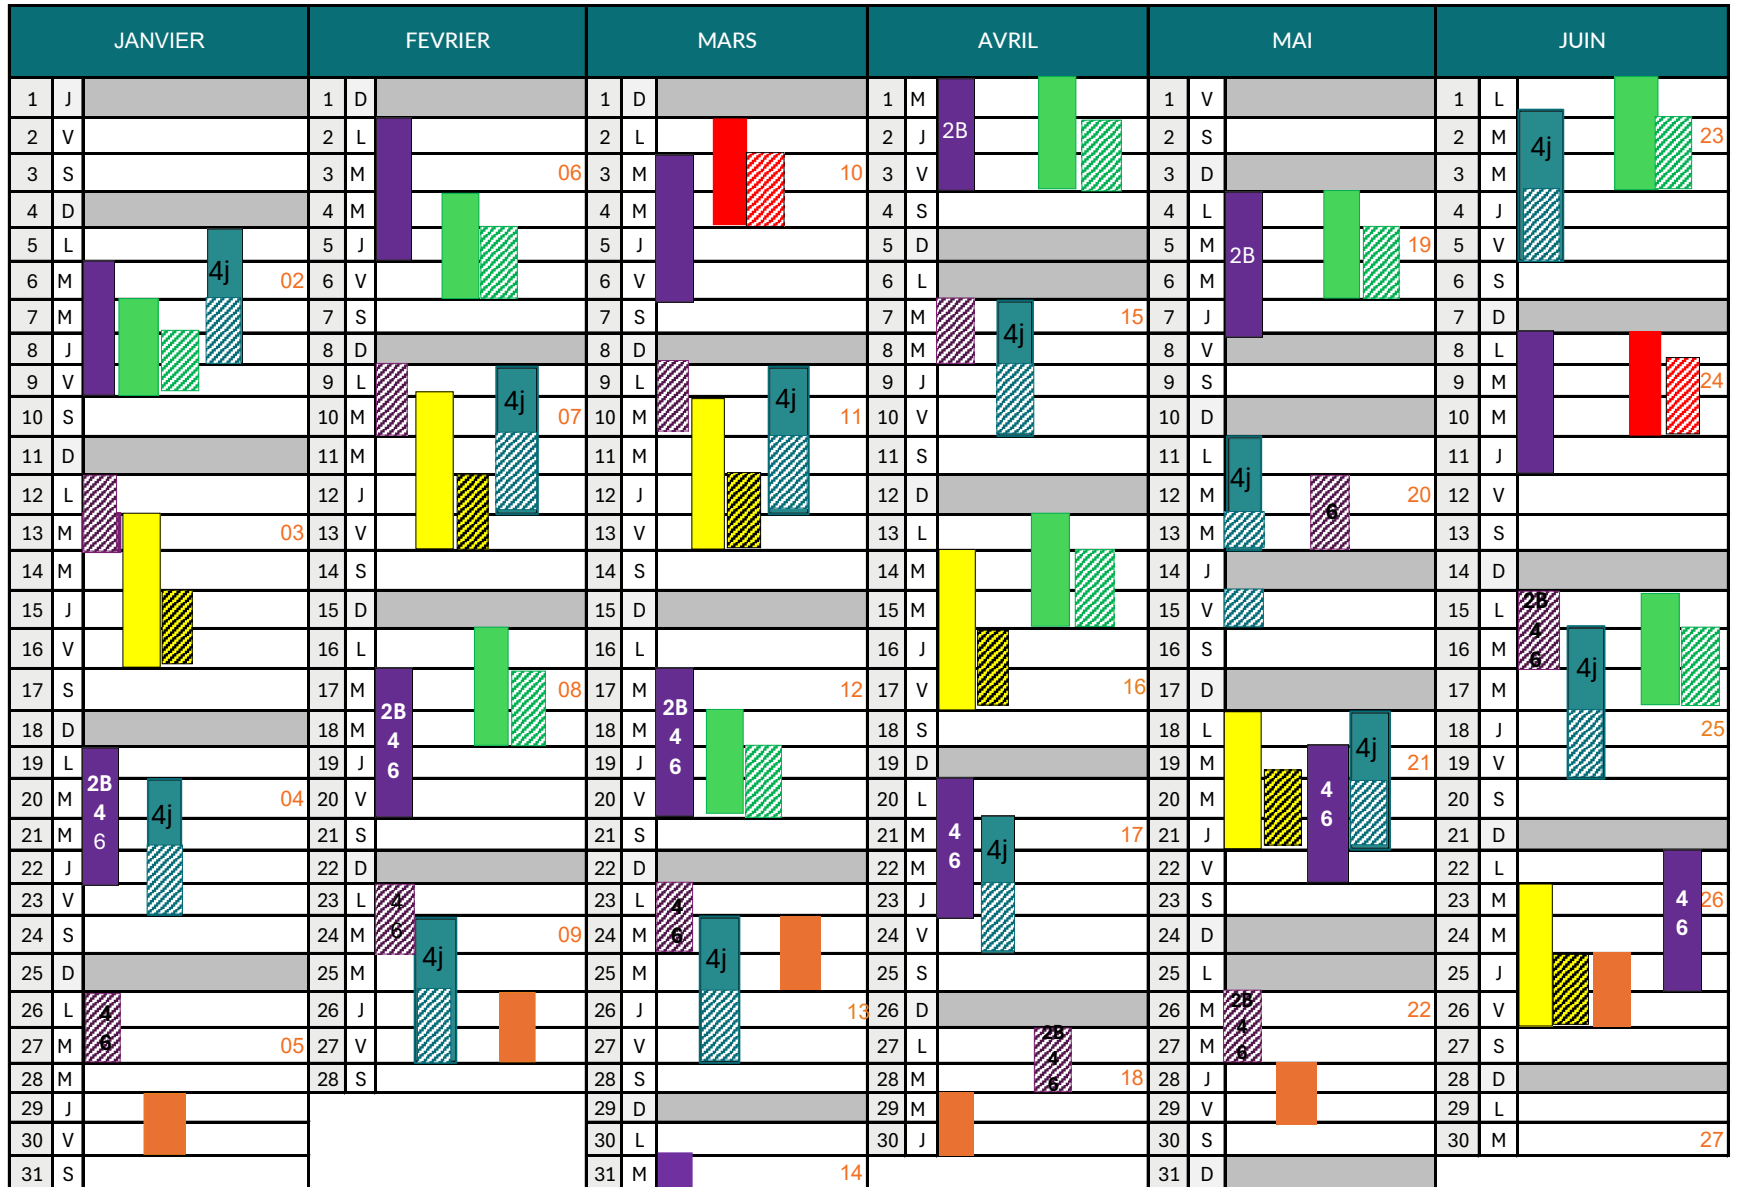 JANVIER FEVRIER MARS AVRIL MAI JUIN
1 J 1 D 1 D 1 M 2B 1 V 1 L
2 V 2 L 2 L 2 J 2 S 2 M 4j 23
3 S 3 M 06 3 M 10 3 V 3 D 3 M
4 D 4 M 4 M 4 S 4 L 2B 4 J
5 L 4j 5 J 5 J 5 D 5 M 19 5 V
6 M 02 6 V 6 V 6 L 6 M 6 S
7 M 7 S 7 S 7 M 4j 15 7 J 7 D
8 J 8 D 8 D 8 M 8 V 8 L
9 V 9 L 4j 9 L 4j 9 J 9 S 9 M 24
10 S 10 M 07 10 M 11 10 V 10 D 10 M
11 D 11 M 11 M 11 S 11 L 4j 11 J
12 L 12 J 12 J 12 D 12 M 6 20 12 V
13 M 03 13 V 13 V 13 L 13 M 13 S
14 M 14 S 14 S 14 M 14 J 14 D
15 J 15 D 15 D 15 M 15 V 15 L 2B
16 V 16 L 16 L 16 J 16 S 16 M 4 6 4j
17 S 17 M 2B 08 17 M 2B 12 17 V 16 17 D 17 M
18 D 18 M 4 18 M 4 18 S 18 L 4j 18 J 25
19 L 2B 19 J 6 19 J 6 19 D 19 M 21 19 V
20 M 4 4j 04 20 V 20 V 20 L 20 M 4 6 20 S
21 M 6 21 S 21 S 21 M 4 4j 17 21 J 21 D
22 J 22 D 22 D 22 M 6 22 V 22 L
23 V 23 L 4 23 L 4 23 J 23 S 23 M 4 26
24 S 24 M 6 4j 09 24 M 6 4j 24 V 24 D 24 M 6
25 D 25 M 25 M 25 S 25 L 25 J
26 L 4 26 J 26 J 13 26 D 26 M 2B 22 26 V
27 M 6 05 27 V 27 V 27 L 2B 4 27 M 4 6 27 S
28 M 28 S 28 S 28 M 6 18 28 J 28 D
29 J 29 D 29 M 29 V 29 L
30 V 30 L 30 J 30 S 30 M 27
31 S 31 M 14 31 D